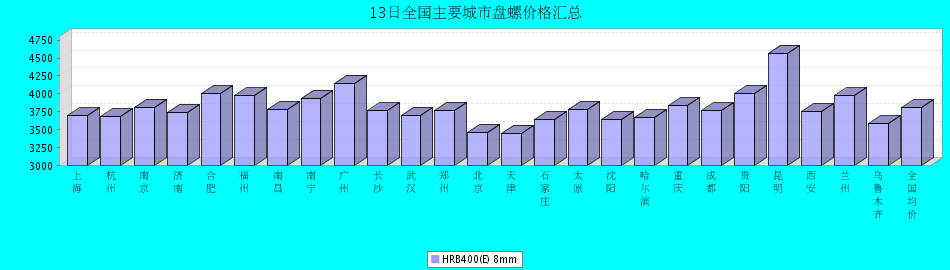 13日全国主要城市盘螺价格汇总
4750
4500
4250
4000
3750
3500
3250
3000
上海
杭州
南京
济南
合肥
福州
南昌
南宁
广州
长沙
武汉
郑州
北京
天津
石家庄
太原
沈阳
哈尔滨
重庆
成都
贵阳
昆明
西安
兰州
乌鲁木齐
全国均价
HRB400(E) 8mm